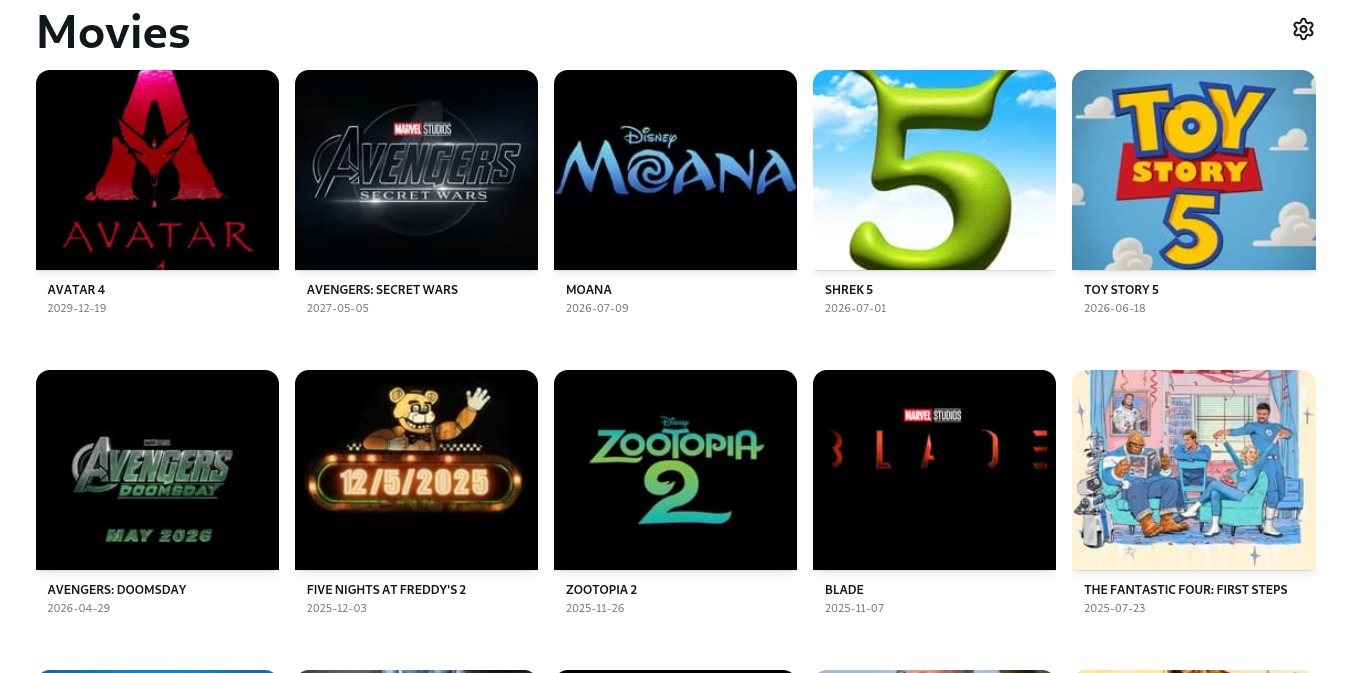 Movies
AVATAR
MARVEL STUDIOS
AVENGERS
SECRET WARS
Disney
MOANA
5
TOY
STORY
5
AVATAR 4
2029-12-19
AVENGERS: SECRET WARS
2027-05-05
MOANA
2026-07-09
SHREK 5
2026-07-01
TOY STORY 5
2026-06-18
AVENGERS
DOOMSDAY
MAY 2026
12/5/2025
Disney
ZOOTOPIA
2
MARVEL STUDIOS
BLADE
AVENGERS: DOOMSDAY
2026-04-29
FIVE NIGHTS AT FREDDY'S 2
2025-12-03
ZOOTOPIA 2
2025-11-26
BLADE
2025-11-07
THE FANTASTIC FOUR: FIRST STEPS
2025-07-23